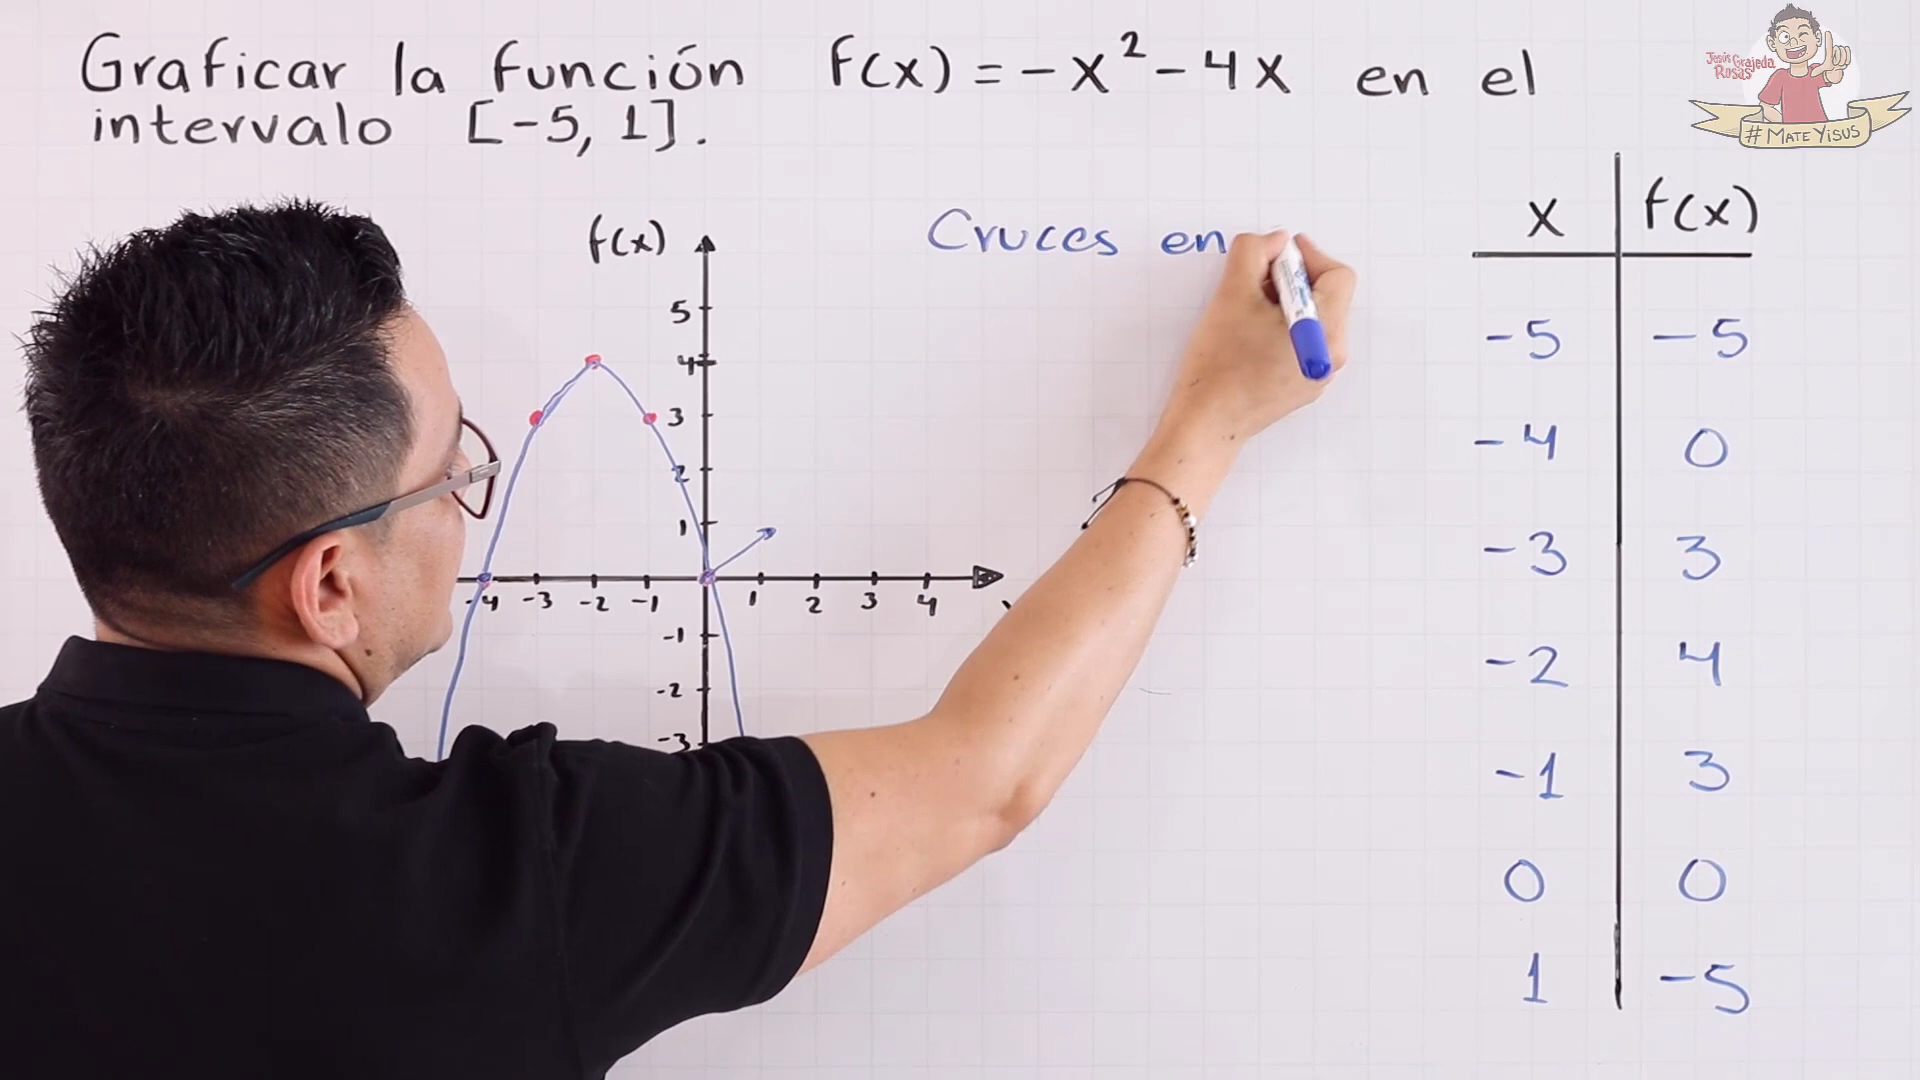 Graficar la función f(x) = -x² - 4x en el
intervalo [-5, 1].
Jesús Grajeda
Rosas
#MATEYISUS
f(x)
Cruces en
5
4
3
2
1
-4 -3 -2 -1 1 2 3 4
-1
-2
-3
x f(x)
-5 -5
-4 0
-3 3
-2 4
-1 3
0 0
1 -5